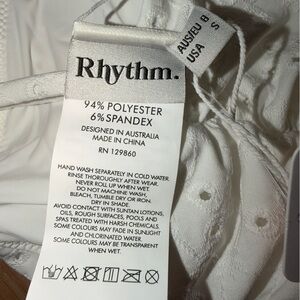 Rhythm.
AUS/EU 8
USA S
94% POLYESTER
6% SPANDEX
DESIGNED IN AUSTRALIA
MADE IN CHINA
RN 129860
HAND WASH SEPARATELY IN COLD WATER.
RINSE THOROUGHLY AFTER WEAR.
NEVER ROLL UP WHEN WET.
DO NOT MACHINE WASH,
BLEACH, TUMBLE DRY OR IRON.
DRY IN SHADE.
AVOID CONTACT WITH SUNTAN LOTIONS,
OILS, ROUGH SURFACES, POOLS AND
SPAS TREATED WITH HARSH CHEMICALS.
SOME COLOURS MAY FADE IN SUNLIGHT
AND CHLORINATED WATER.
SOME COLOURS MAY BE TRANSPARENT
WHEN WET.